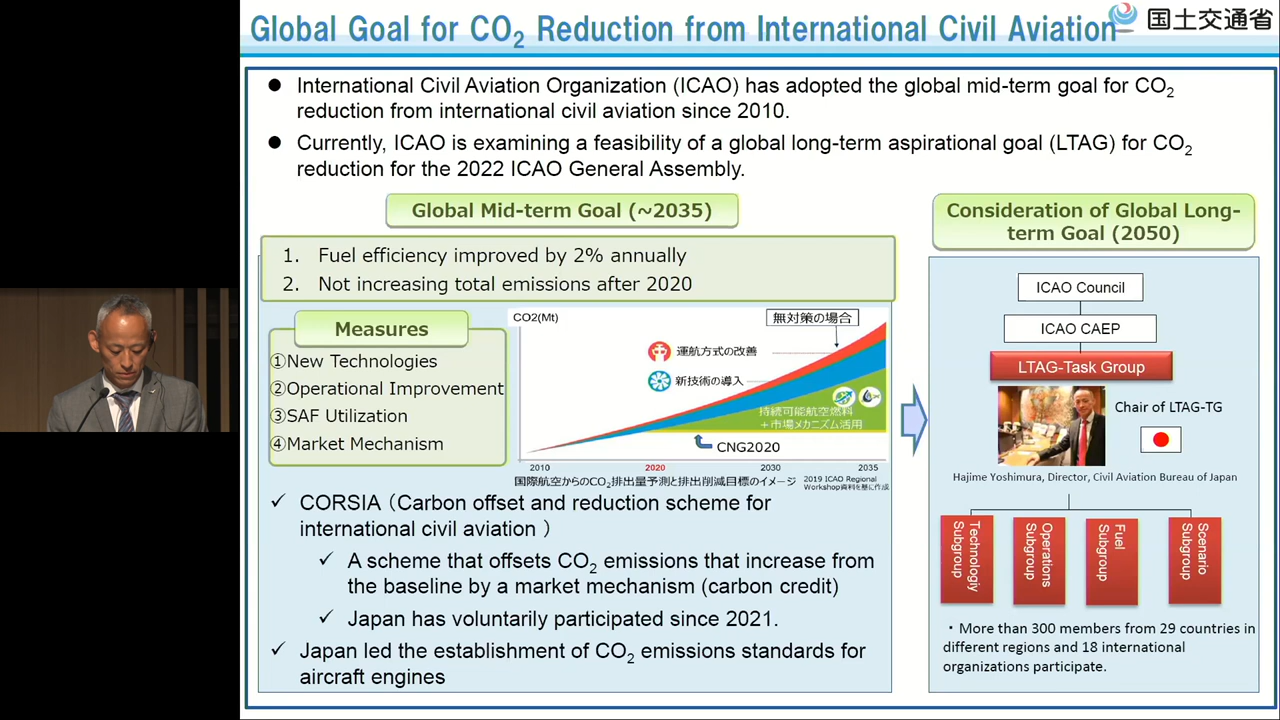 Global Goal for CO2 Reduction from International Civil Aviation
国土交通省
● International Civil Aviation Organization (ICAO) has adopted the global mid-term goal for CO2
reduction from international civil aviation since 2010.
● Currently, ICAO is examining a feasibility of a global long-term aspirational goal (LTAG) for CO2
reduction for the 2022 ICAO General Assembly.
Global Mid-term Goal (~2035)
1. Fuel efficiency improved by 2% annually
2. Not increasing total emissions after 2020
Measures
①New Technologies
②Operational Improvement
③SAF Utilization
④Market Mechanism
CO2(Mt)
無対策の場合
運航方式の改善
新技術の導入
持続可能航空燃料
＋市場メカニズム活用
CNG2020
2010 2020 2030 2035
国際航空からのCO2排出量予測と排出削減目標のイメージ
2019 ICAO Regional
Workshop資料を基に作成
✓ CORSIA（Carbon offset and reduction scheme for
international civil aviation ）
✓ A scheme that offsets CO2 emissions that increase from
the baseline by a market mechanism (carbon credit)
✓ Japan has voluntarily participated since 2021.
✓ Japan led the establishment of CO2 emissions standards for
aircraft engines
Consideration of Global Long-
term Goal (2050)
ICAO Council
ICAO CAEP
LTAG-Task Group
Chair of LTAG-TG
Hajime Yoshimura, Director, Civil Aviation Bureau of Japan
Technologiy
Subgroup
Operations
Subgroup
Fuel
Subgroup
Scenario
Subgroup
・More than 300 members from 29 countries in
different regions and 18 international
organizations participate.